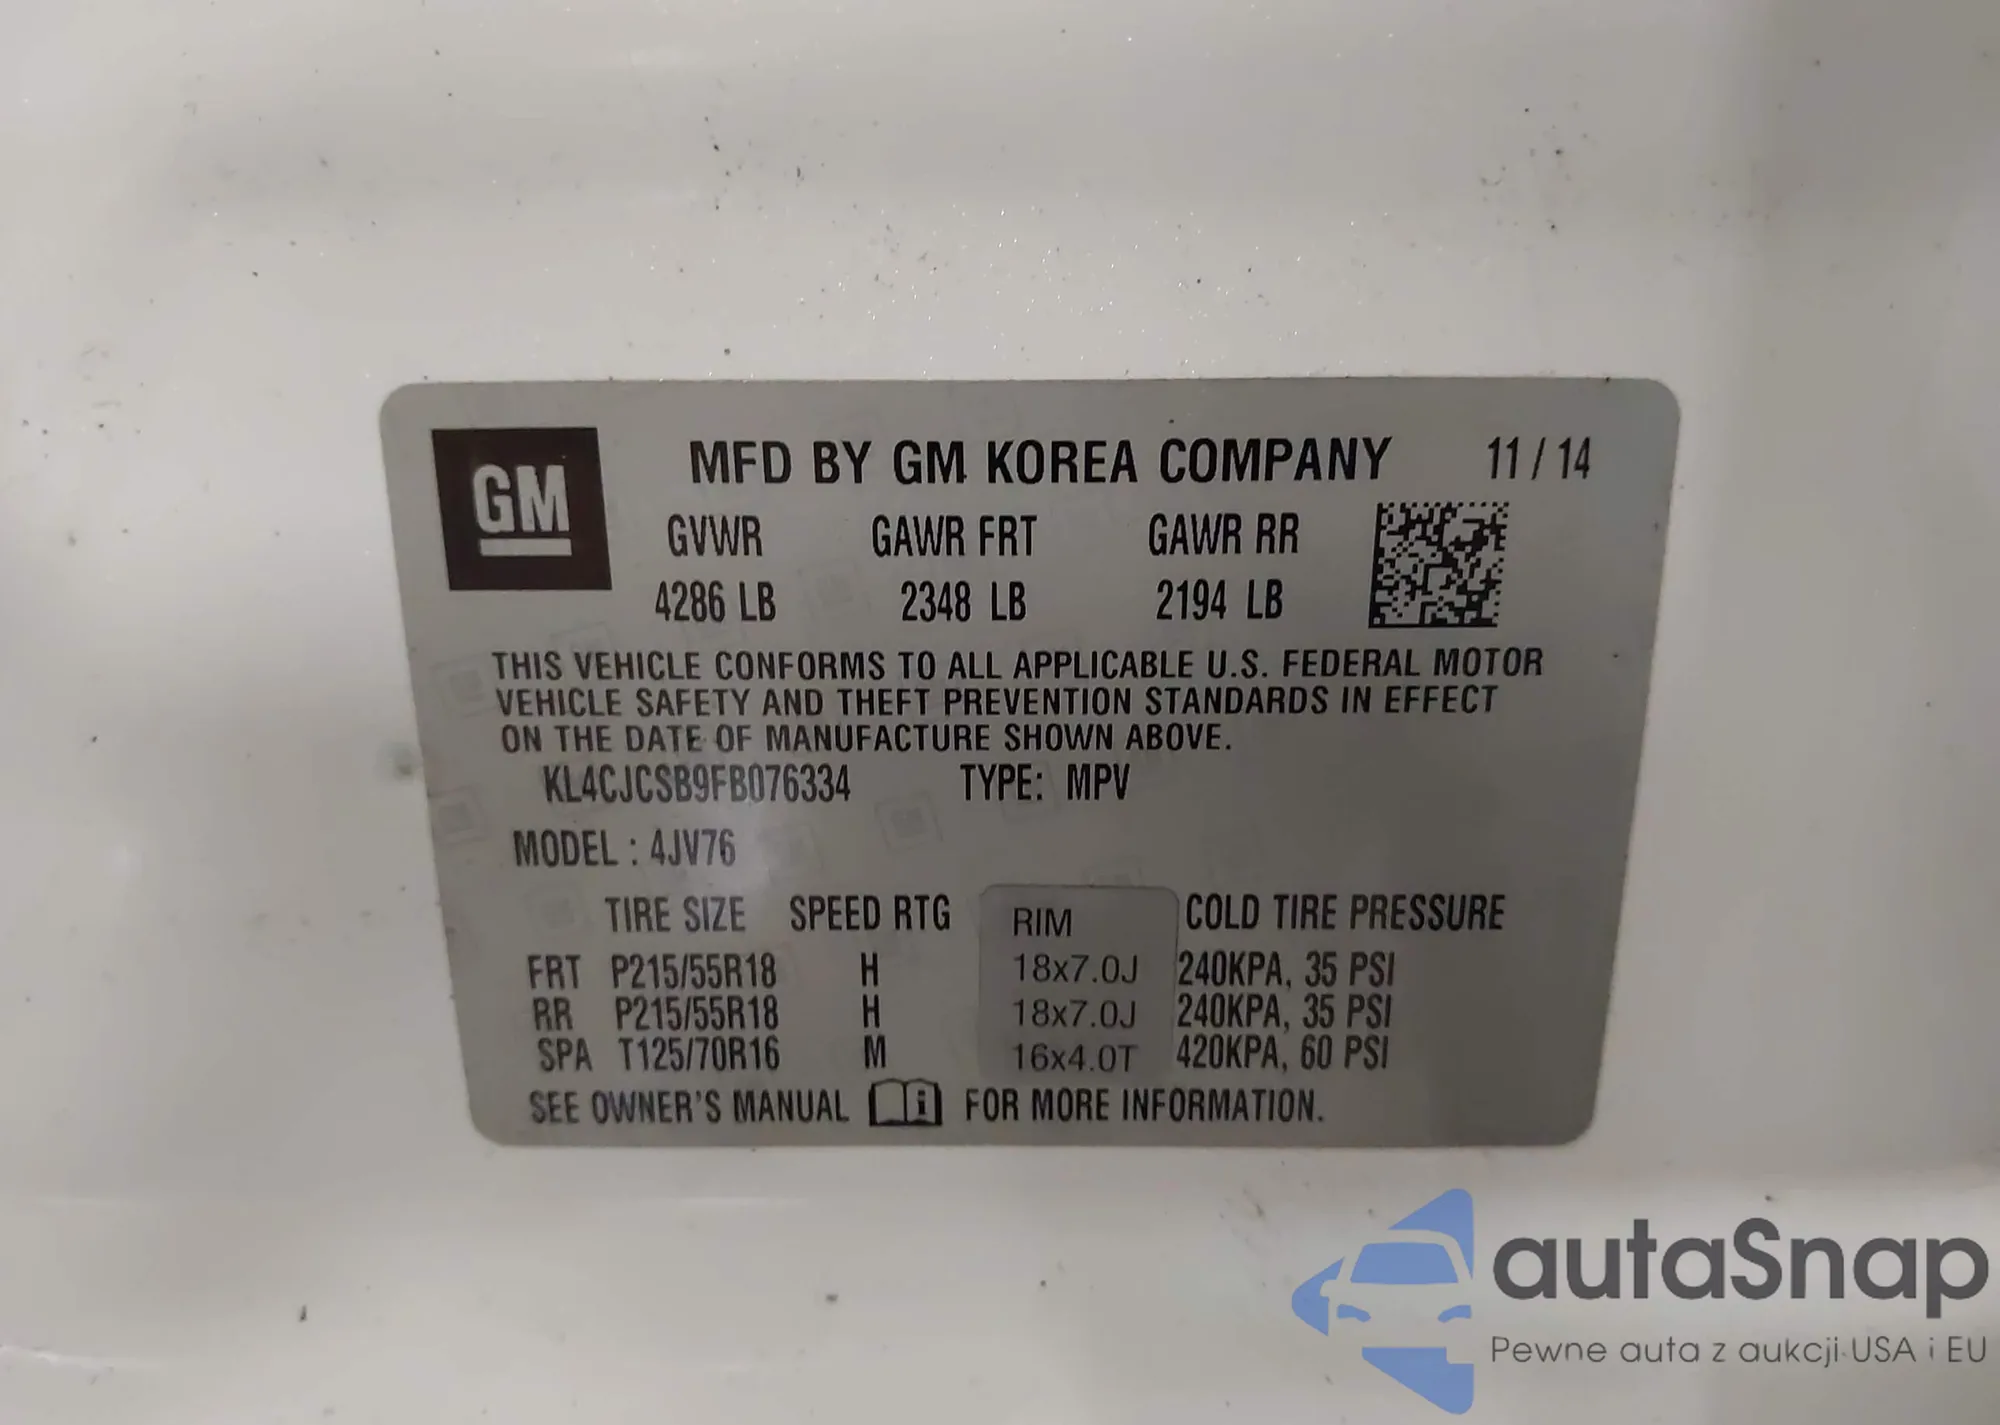 GM
MFD BY GM KOREA COMPANY 11 / 14
GVWR GAWR FRT GAWR RR
4286 LB 2348 LB 2194 LB
THIS VEHICLE CONFORMS TO ALL APPLICABLE U.S. FEDERAL MOTOR
VEHICLE SAFETY AND THEFT PREVENTION STANDARDS IN EFFECT
ON THE DATE OF MANUFACTURE SHOWN ABOVE.
KL4CJCSB9FB076334 TYPE: MPV
MODEL : 4JV76
TIRE SIZE SPEED RTG RIM COLD TIRE PRESSURE
FRT P215/55R18 H 18x7.0J 240KPA, 35 PSI
RR P215/55R18 H 18x7.0J 240KPA, 35 PSI
SPA T125/70R16 M 16x4.0T 420KPA, 60 PSI
SEE OWNER'S MANUAL i FOR MORE INFORMATION.
autaSnap
Pewne auta z aukcji USA i EU